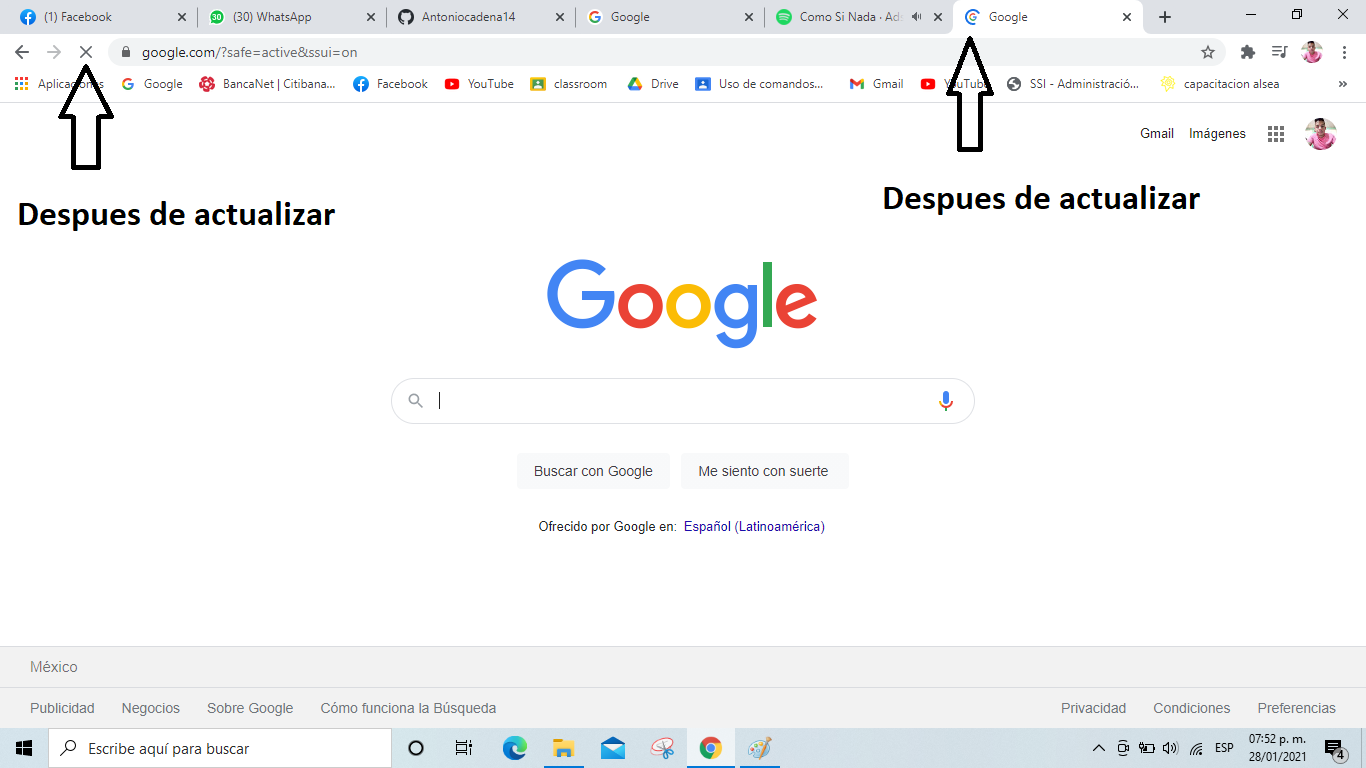 (1) Facebook
(30) WhatsApp
Antoniocadena14
Google
Como Si Nada · Ads
Google
google.com/?safe=active&ssui=on
Aplicaciones
Google
BancaNet | Citibana...
Facebook
YouTube
classroom
Drive
Uso de comandos...
Gmail
YouTube
SSI - Administració...
capacitacion alsea
»
Gmail
Imágenes
Despues de actualizar
Despues de actualizar
Google
Buscar con Google
Me siento con suerte
Ofrecido por Google en: Español (Latinoamérica)
México
Publicidad
Negocios
Sobre Google
Cómo funciona la Búsqueda
Privacidad
Condiciones
Preferencias
Escribe aquí para buscar
ESP
07:52 p. m.
28/01/2021
4